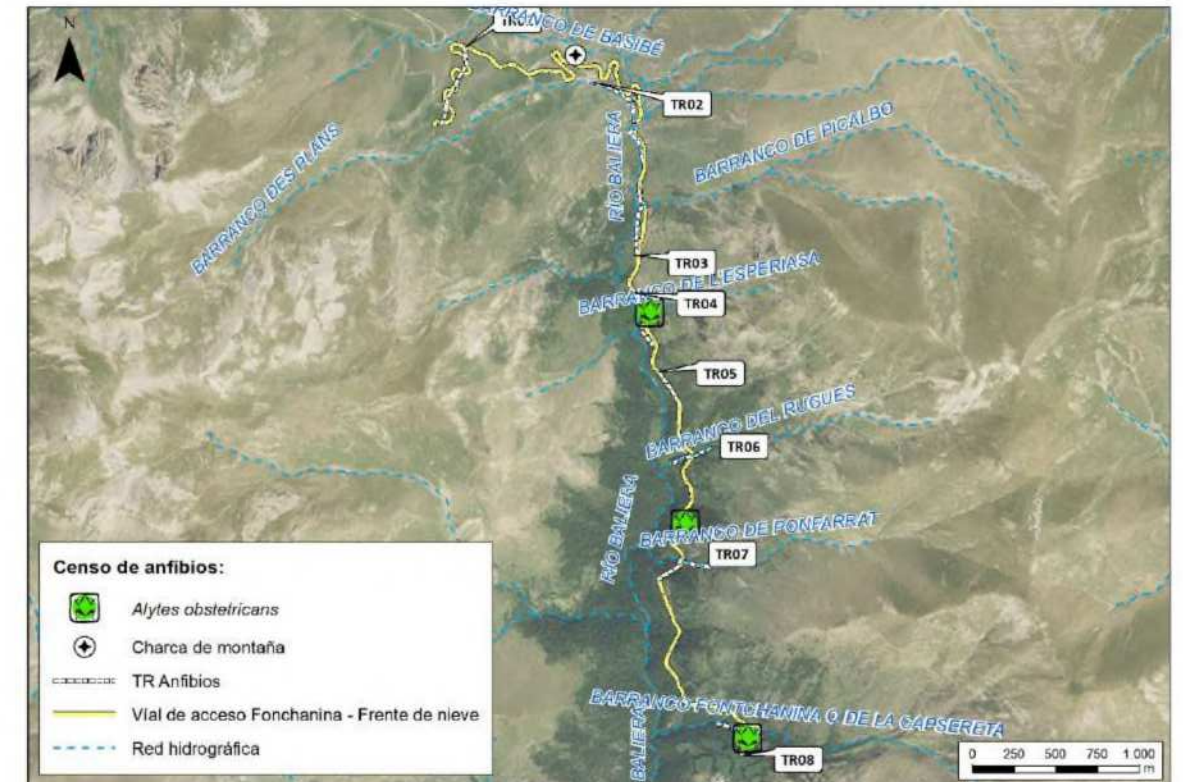 N
BARRANCO DE BASIBÉ
TR02
BARRANCO DE PICALBO
BARRANCO DES PLANS
RÍO BALIERA
TR03
BARRANCO DE L'ESPERIASA
TR04
TR05
BARRANCO DEL RUGUES
TR06
RÍO BALIERA
BARRANCO DE PONFARRAT
TR07
BARRANCO FONTCHANINA O DE LA CAPSERETA
BALIERA
TR08
Censo de anfibios:
Alytes obstetricans
Charca de montaña
TR Anfibios
Vial de acceso Fonchanina - Frente de nieve
Red hidrográfica
0 250 500 750 1.000
m